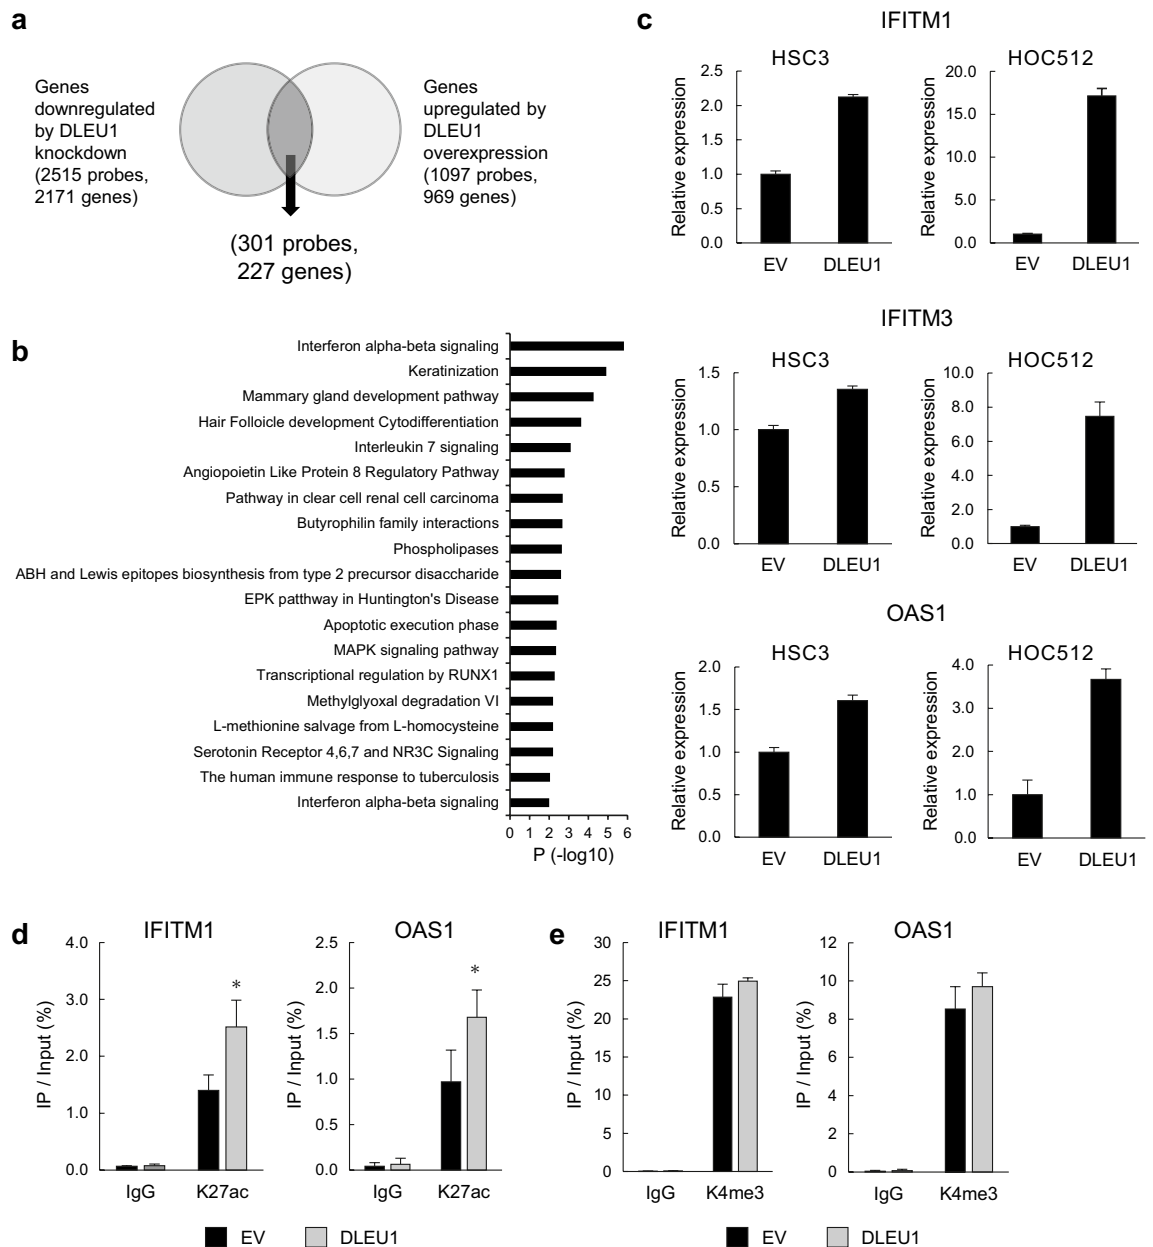 a
Genes
downregulated
by DLEU1
knockdown
(2515 probes,
2171 genes)
Genes
upregulated by
DLEU1
overexpression
(1097 probes,
969 genes)
(301 probes,
227 genes)
b
Interferon alpha-beta signaling
Keratinization
Mammary gland development pathway
Hair Folloicle development Cytodifferentiation
Interleukin 7 signaling
Angiopoietin Like Protein 8 Regulatory Pathway
Pathway in clear cell renal cell carcinoma
Butyrophilin family interactions
Phospholipases
ABH and Lewis epitopes biosynthesis from type 2 precursor disaccharide
EPK patthway in Huntington's Disease
Apoptotic execution phase
MAPK signaling pathway
Transcriptional regulation by RUNX1
Methylglyoxal degradation VI
L-methionine salvage from L-homocysteine
Serotonin Receptor 4,6,7 and NR3C Signaling
The human immune response to tuberculosis
Interferon alpha-beta signaling
0 1 2 3 4 5 6
P (-log10)
c
IFITM1
HSC3
Relative expression
2.5
2.0
1.5
1.0
0.5
0.0
EV DLEU1
HOC512
Relative expression
20.0
15.0
10.0
5.0
0.0
EV DLEU1
IFITM3
HSC3
Relative expression
1.5
1.0
0.5
0.0
EV DLEU1
HOC512
Relative expression
10.0
8.0
6.0
4.0
2.0
0.0
EV DLEU1
OAS1
HSC3
Relative expression
2.0
1.5
1.0
0.5
0.0
EV DLEU1
HOC512
Relative expression
4.0
3.0
2.0
1.0
0.0
EV DLEU1
d
IFITM1
IP / Input (%)
4.0
3.0
2.0
1.0
0.0
*
IgG K27ac
OAS1
IP / Input (%)
2.5
2.0
1.5
1.0
0.5
0.0
*
IgG K27ac
EV DLEU1
e
IFITM1
IP / Input (%)
30
25
20
15
10
5
0
IgG K4me3
OAS1
IP / Input (%)
12
10
8
6
4
2
0
IgG K4me3
EV DLEU1